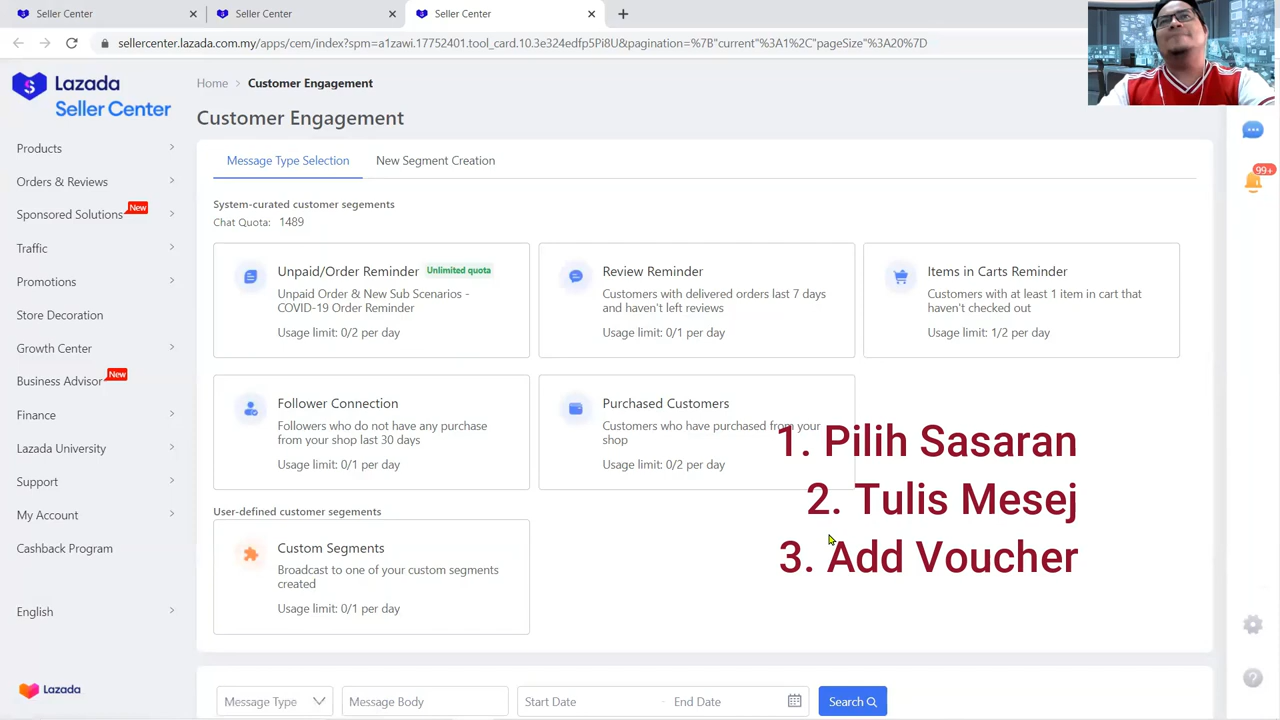 Seller Center
Seller Center
Seller Center
sellercenter.lazada.com.my/apps/cem/index?spm=a1zawi.17752401.tool_card.10.3e324edfp5Pi8U&pagination=%7B"current"%3A1%2C"pageSize"%3A20%7D
Lazada
Seller Center
Home > Customer Engagement
Customer Engagement
Message Type Selection
New Segment Creation
Products
Orders & Reviews
Sponsored Solutions New
Traffic
Promotions
Store Decoration
Growth Center
Business Advisor New
Finance
Lazada University
Support
My Account
Cashback Program
English
Lazada
System-curated customer segements
Chat Quota: 1489
Unpaid/Order Reminder Unlimited quota
Unpaid Order & New Sub Scenarios -
COVID-19 Order Reminder
Usage limit: 0/2 per day
Review Reminder
Customers with delivered orders last 7 days
and haven't left reviews
Usage limit: 0/1 per day
Items in Carts Reminder
Customers with at least 1 item in cart that
haven't checked out
Usage limit: 1/2 per day
Follower Connection
Followers who do not have any purchase
from your shop last 30 days
Usage limit: 0/1 per day
Purchased Customers
Customers who have purchased from your
shop
Usage limit: 0/2 per day
User-defined customer segements
Custom Segments
Broadcast to one of your custom segments
created
Usage limit: 0/1 per day
1. Pilih Sasaran
2. Tulis Mesej
3. Add Voucher
Message Type
Message Body
Start Date - End Date
Search
99+